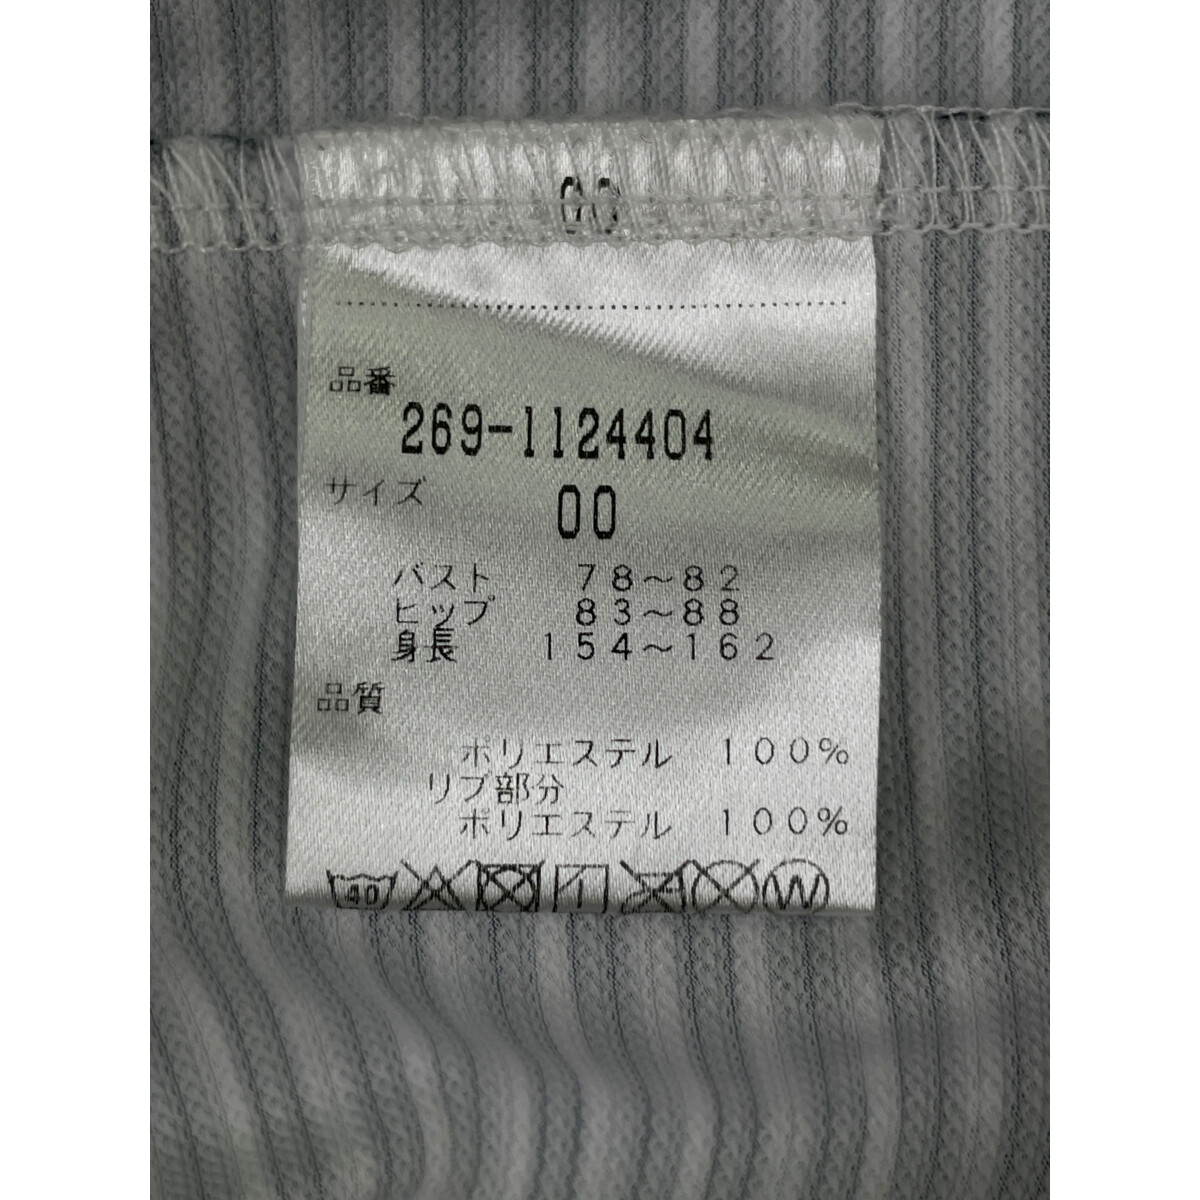 00
品番
269-1124404
サイズ
00
バスト 78～82
ヒップ 83～88
身長 154～162
品質
ポリエステル 100%
リブ部分
ポリエステル 100%
40 W